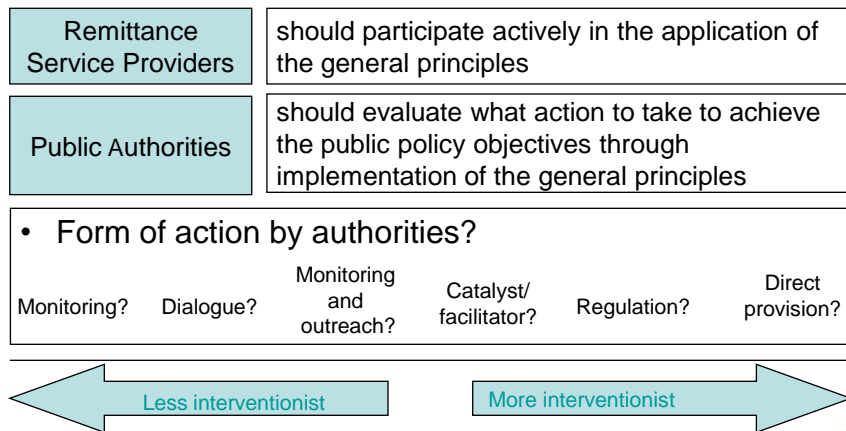 Remittance
Service Providers
should participate actively in the application of
the general principles
Public Authorities
should evaluate what action to take to achieve
the public policy objectives through
implementation of the general principles
• Form of action by authorities?
Monitoring?
Dialogue?
Monitoring
and
outreach?
Catalyst/
facilitator?
Regulation?
Direct
provision?
Less interventionist
More interventionist